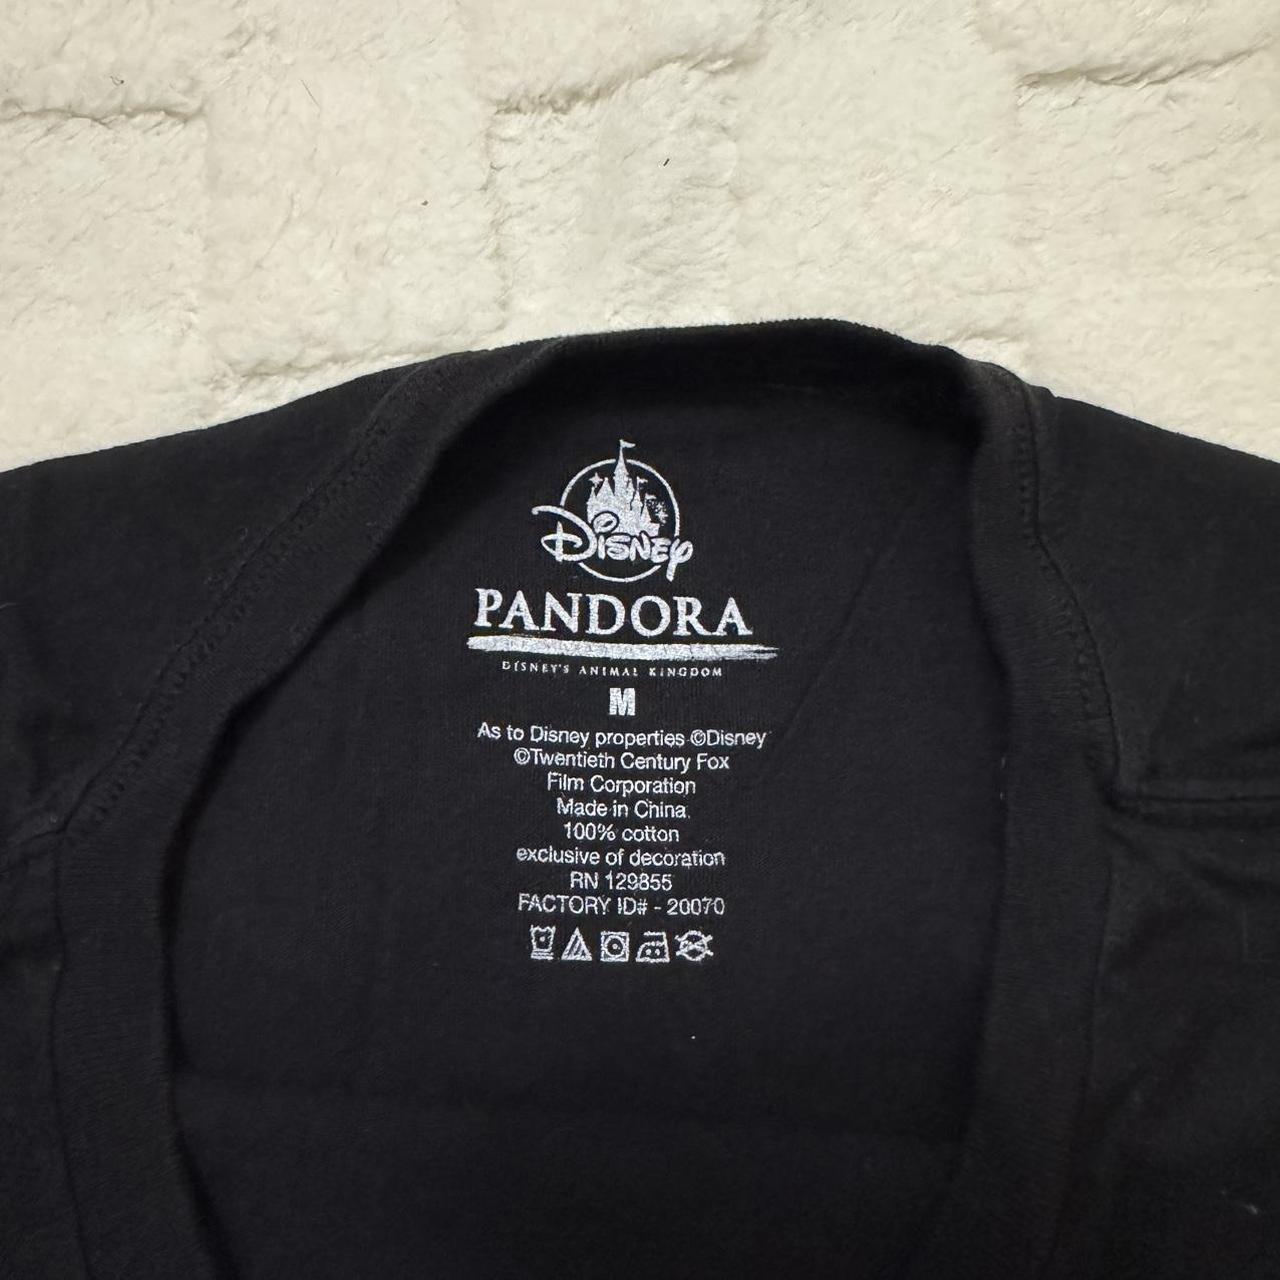 Disney
PANDORA
DISNEY'S ANIMAL KINGDOM
M
As to Disney properties ©Disney
©Twentieth Century Fox
Film Corporation
Made in China
100% cotton
exclusive of decoration
RN 129855
FACTORY ID# - 20070